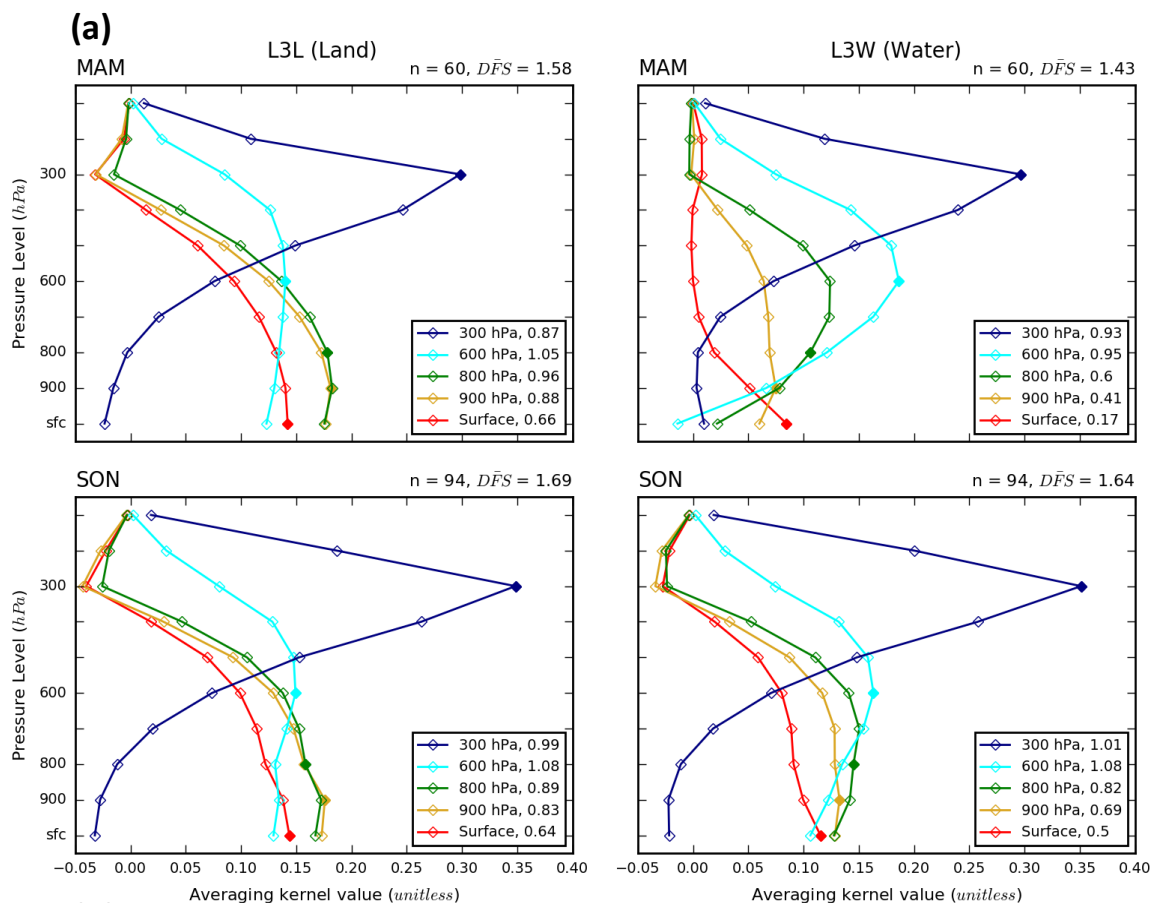 (a)
L3L (Land)
L3W (Water)
MAM
n = 60, DF̄S = 1.58
MAM
n = 60, DF̄S = 1.43
Pressure Level (hPa)
300
600
800
900
sfc
300 hPa, 0.87
600 hPa, 1.05
800 hPa, 0.96
900 hPa, 0.88
Surface, 0.66
300 hPa, 0.93
600 hPa, 0.95
800 hPa, 0.6
900 hPa, 0.41
Surface, 0.17
SON
n = 94, DF̄S = 1.69
SON
n = 94, DF̄S = 1.64
Pressure Level (hPa)
300
600
800
900
sfc
300 hPa, 0.99
600 hPa, 1.08
800 hPa, 0.89
900 hPa, 0.83
Surface, 0.64
300 hPa, 1.01
600 hPa, 1.08
800 hPa, 0.82
900 hPa, 0.69
Surface, 0.5
−0.05 0.00 0.05 0.10 0.15 0.20 0.25 0.30 0.35 0.40
−0.05 0.00 0.05 0.10 0.15 0.20 0.25 0.30 0.35 0.40
Averaging kernel value (unitless)
Averaging kernel value (unitless)